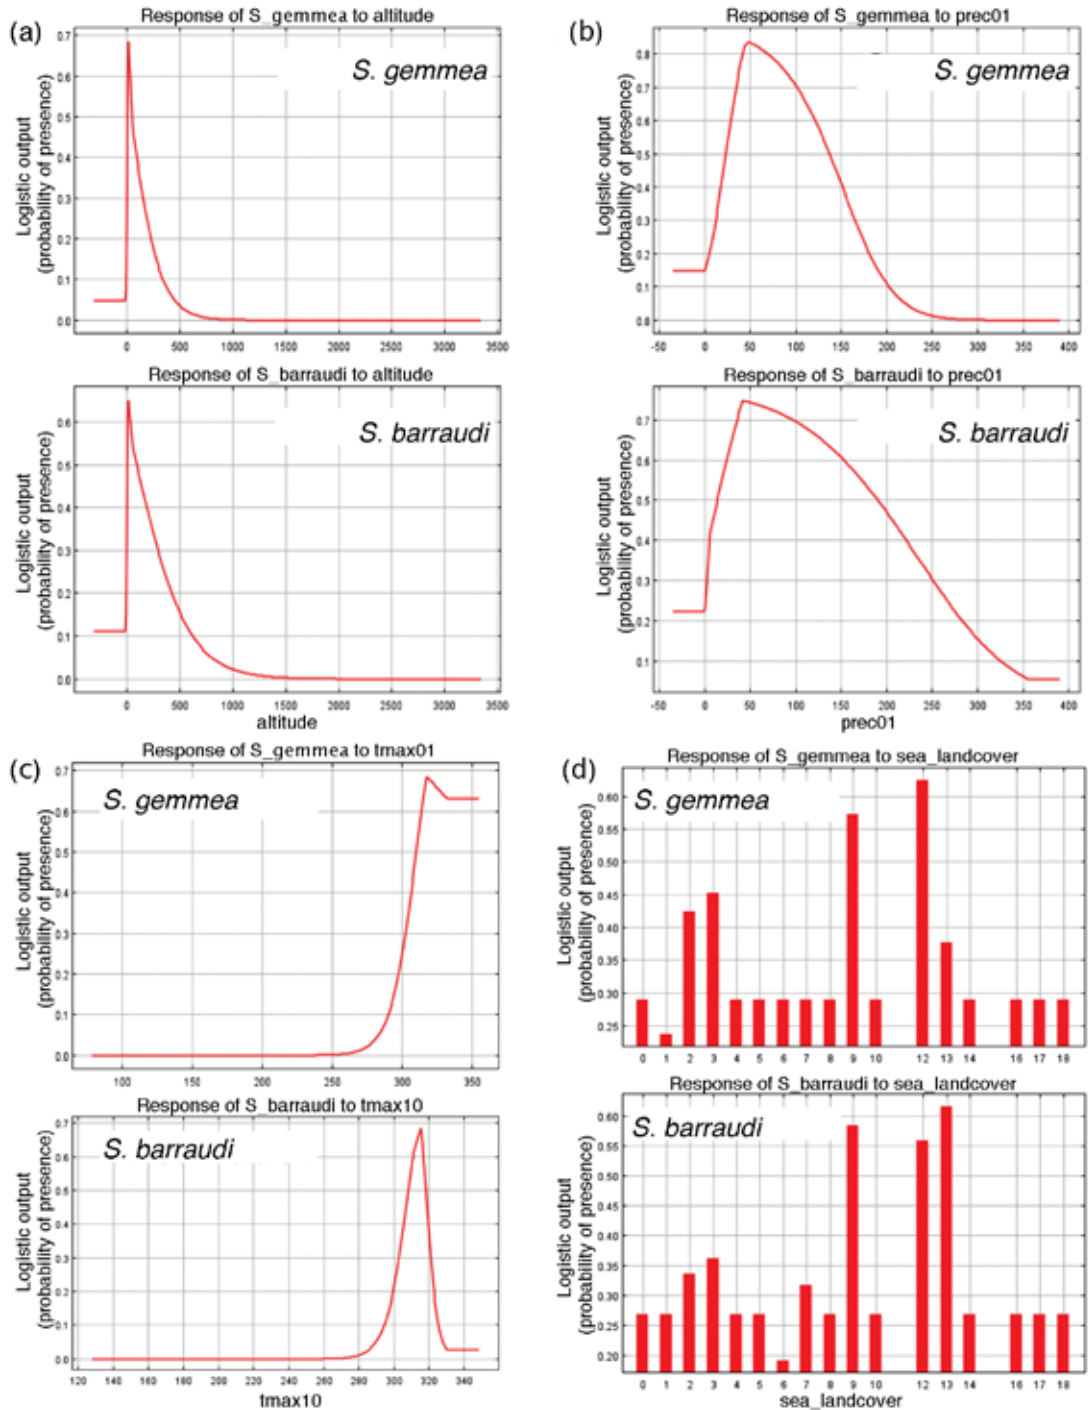 (a)
Response of S_gemmea to altitude
S. gemmea
Logistic output
(probability of presence)
0.7
0.6
0.5
0.4
0.3
0.2
0.1
0.0
0 500 1000 1500 2000 2500 3000 3500
Response of S_barraudi to altitude
S. barraudi
Logistic output
(probability of presence)
0.6
0.5
0.4
0.3
0.2
0.1
0.0
0 500 1000 1500 2000 2500 3000 3500
altitude
(b)
Response of S_gemmea to prec01
S. gemmea
Logistic output
(probability of presence)
0.8
0.7
0.6
0.5
0.4
0.3
0.2
0.1
0.0
-50 0 50 100 150 200 250 300 350 400
Response of S_barraudi to prec01
S. barraudi
Logistic output
(probability of presence)
0.7
0.6
0.5
0.4
0.3
0.2
0.1
-50 0 50 100 150 200 250 300 350 400
prec01
(c)
Response of S_gemmea to tmax01
S. gemmea
Logistic output
(probability of presence)
0.7
0.6
0.5
0.4
0.3
0.2
0.1
0.0
100 150 200 250 300 350
Response of S_barraudi to tmax10
S. barraudi
Logistic output
(probability of presence)
0.7
0.6
0.5
0.4
0.3
0.2
0.1
0.0
120 140 160 180 200 220 240 260 280 300 320 340
tmax10
(d)
Response of S_gemmea to sea_landcover
S. gemmea
Logistic output
(probability of presence)
0.60
0.55
0.50
0.45
0.40
0.35
0.30
0.25
0 1 2 3 4 5 6 7 8 9 10 12 13 14 16 17 18
Response of S_barraudi to sea_landcover
S. barraudi
Logistic output
(probability of presence)
0.60
0.55
0.50
0.45
0.40
0.35
0.30
0.25
0.20
0 1 2 3 4 5 6 7 8 9 10 12 13 14 16 17 18
sea_landcover